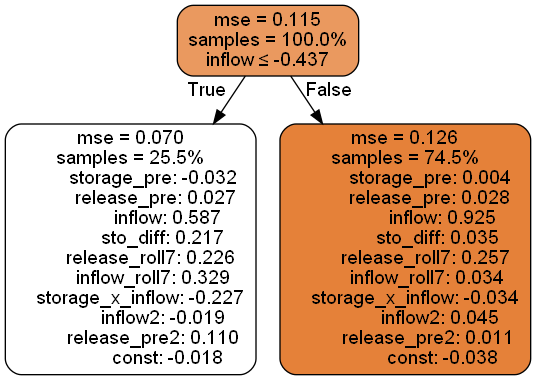 mse = 0.115
samples = 100.0%
inflow ≤ -0.437
True
False
mse = 0.070
samples = 25.5%
storage_pre: -0.032
release_pre: 0.027
inflow: 0.587
sto_diff: 0.217
release_roll7: 0.226
inflow_roll7: 0.329
storage_x_inflow: -0.227
inflow2: -0.019
release_pre2: 0.110
const: -0.018
mse = 0.126
samples = 74.5%
storage_pre: 0.004
release_pre: 0.028
inflow: 0.925
sto_diff: 0.035
release_roll7: 0.257
inflow_roll7: 0.034
storage_x_inflow: -0.034
inflow2: 0.045
release_pre2: 0.011
const: -0.038